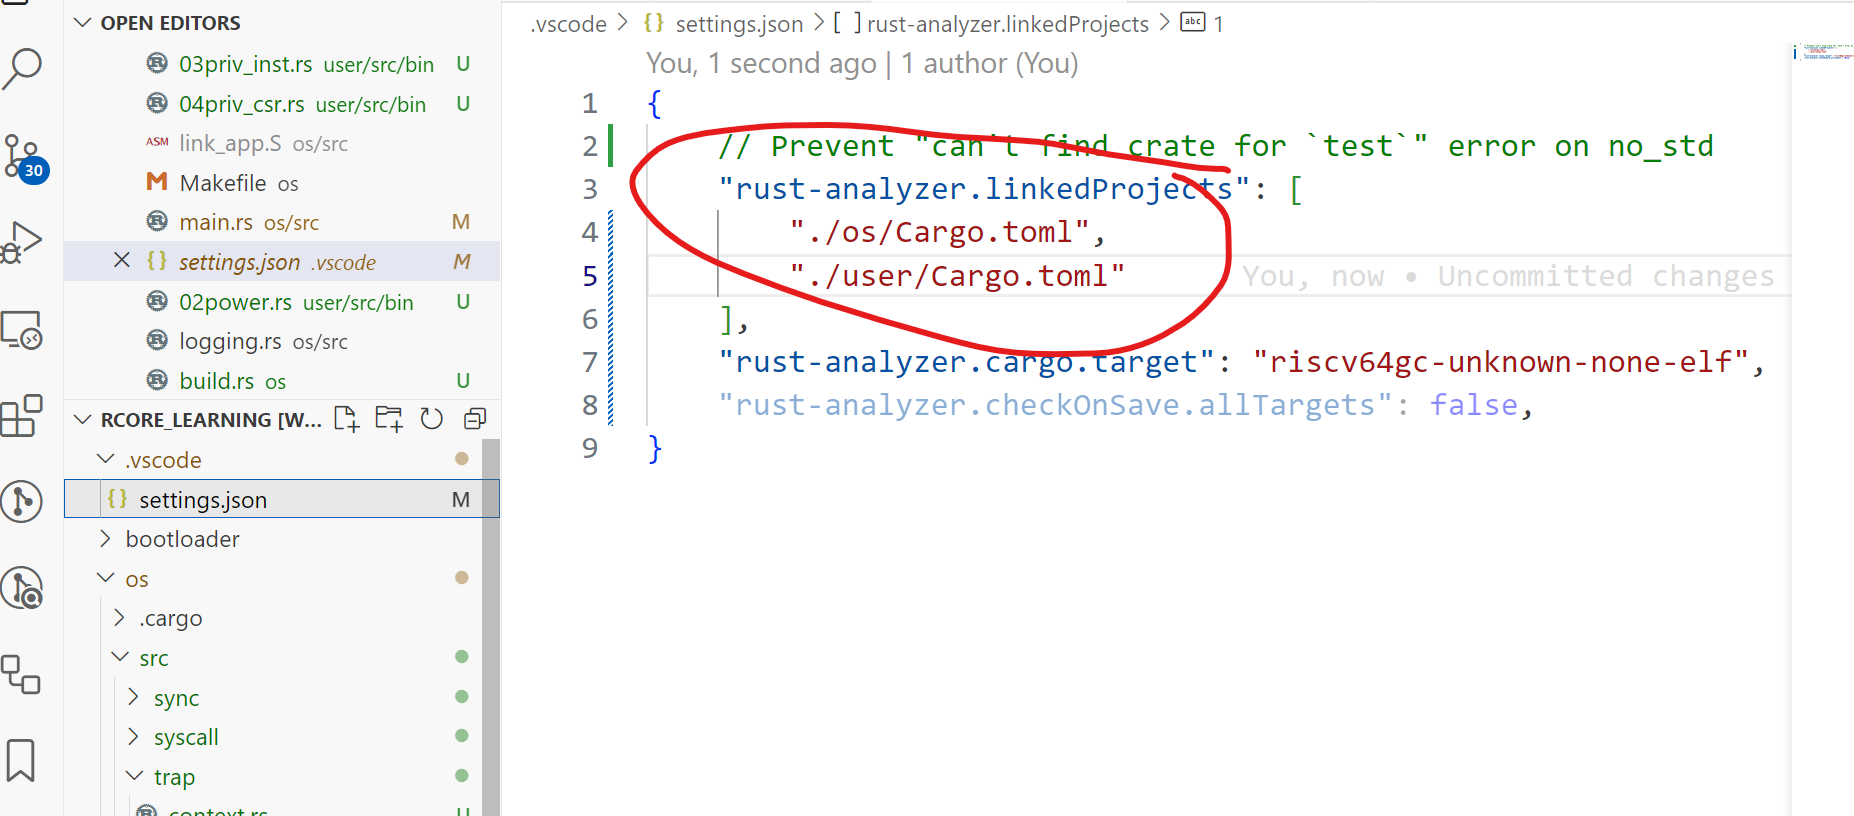 OPEN EDITORS
03priv_inst.rs user/src/bin U
04priv_csr.rs user/src/bin U
ASM link_app.S os/src
Makefile os
main.rs os/src M
settings.json .vscode M
02power.rs user/src/bin U
logging.rs os/src
build.rs os U
30
RCORE_LEARNING [W...
.vscode
{} settings.json M
bootloader
os
.cargo
src
sync
syscall
trap
context.rs U
.vscode > {} settings.json > [ ] rust-analyzer.linkedProjects > abc 1
You, 1 second ago | 1 author (You)
1 {
2 // Prevent "can't find crate for `test`" error on no_std
3 "rust-analyzer.linkedProjects": [
4 "./os/Cargo.toml",
5 "./user/Cargo.toml" You, now • Uncommitted changes
6 ],
7 "rust-analyzer.cargo.target": "riscv64gc-unknown-none-elf",
8 "rust-analyzer.checkOnSave.allTargets": false,
9 }